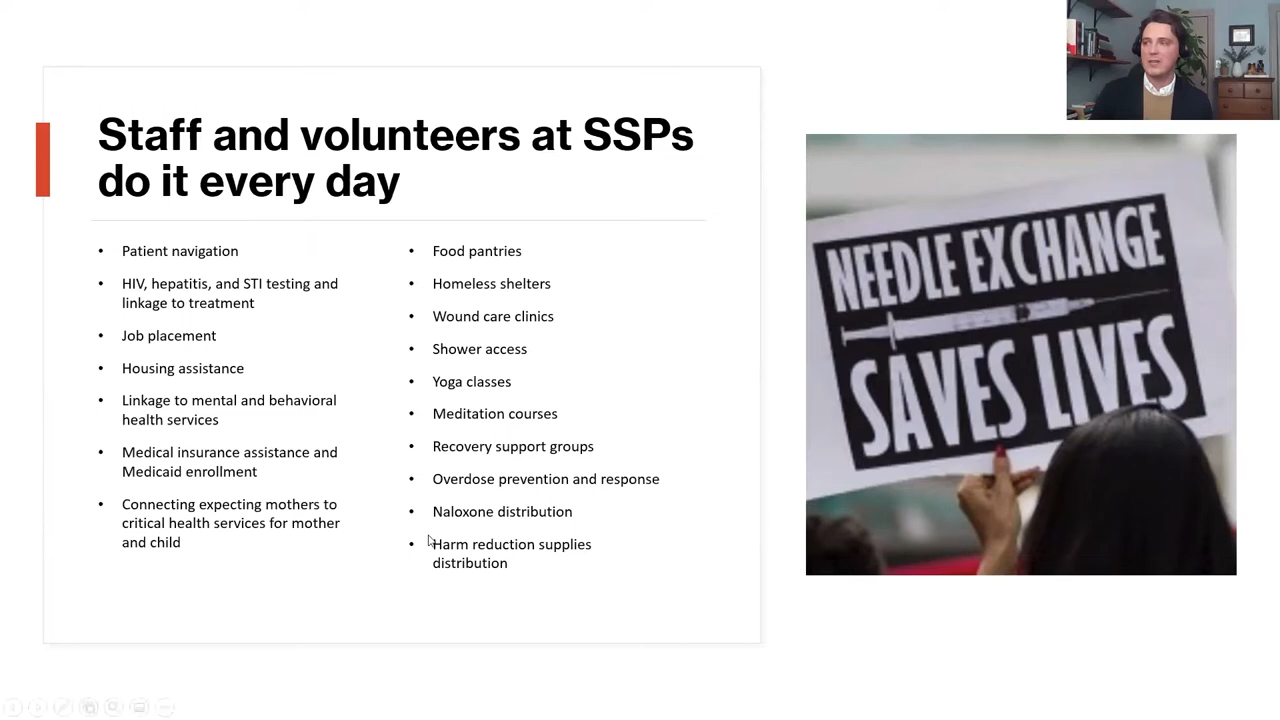 Staff and volunteers at SSPs
do it every day
• Patient navigation
• HIV, hepatitis, and STI testing and
linkage to treatment
• Job placement
• Housing assistance
• Linkage to mental and behavioral
health services
• Medical insurance assistance and
Medicaid enrollment
• Connecting expecting mothers to
critical health services for mother
and child
• Food pantries
• Homeless shelters
• Wound care clinics
• Shower access
• Yoga classes
• Meditation courses
• Recovery support groups
• Overdose prevention and response
• Naloxone distribution
• Harm reduction supplies
distribution
NEEDLE EXCHANGE
SAVES LIVES